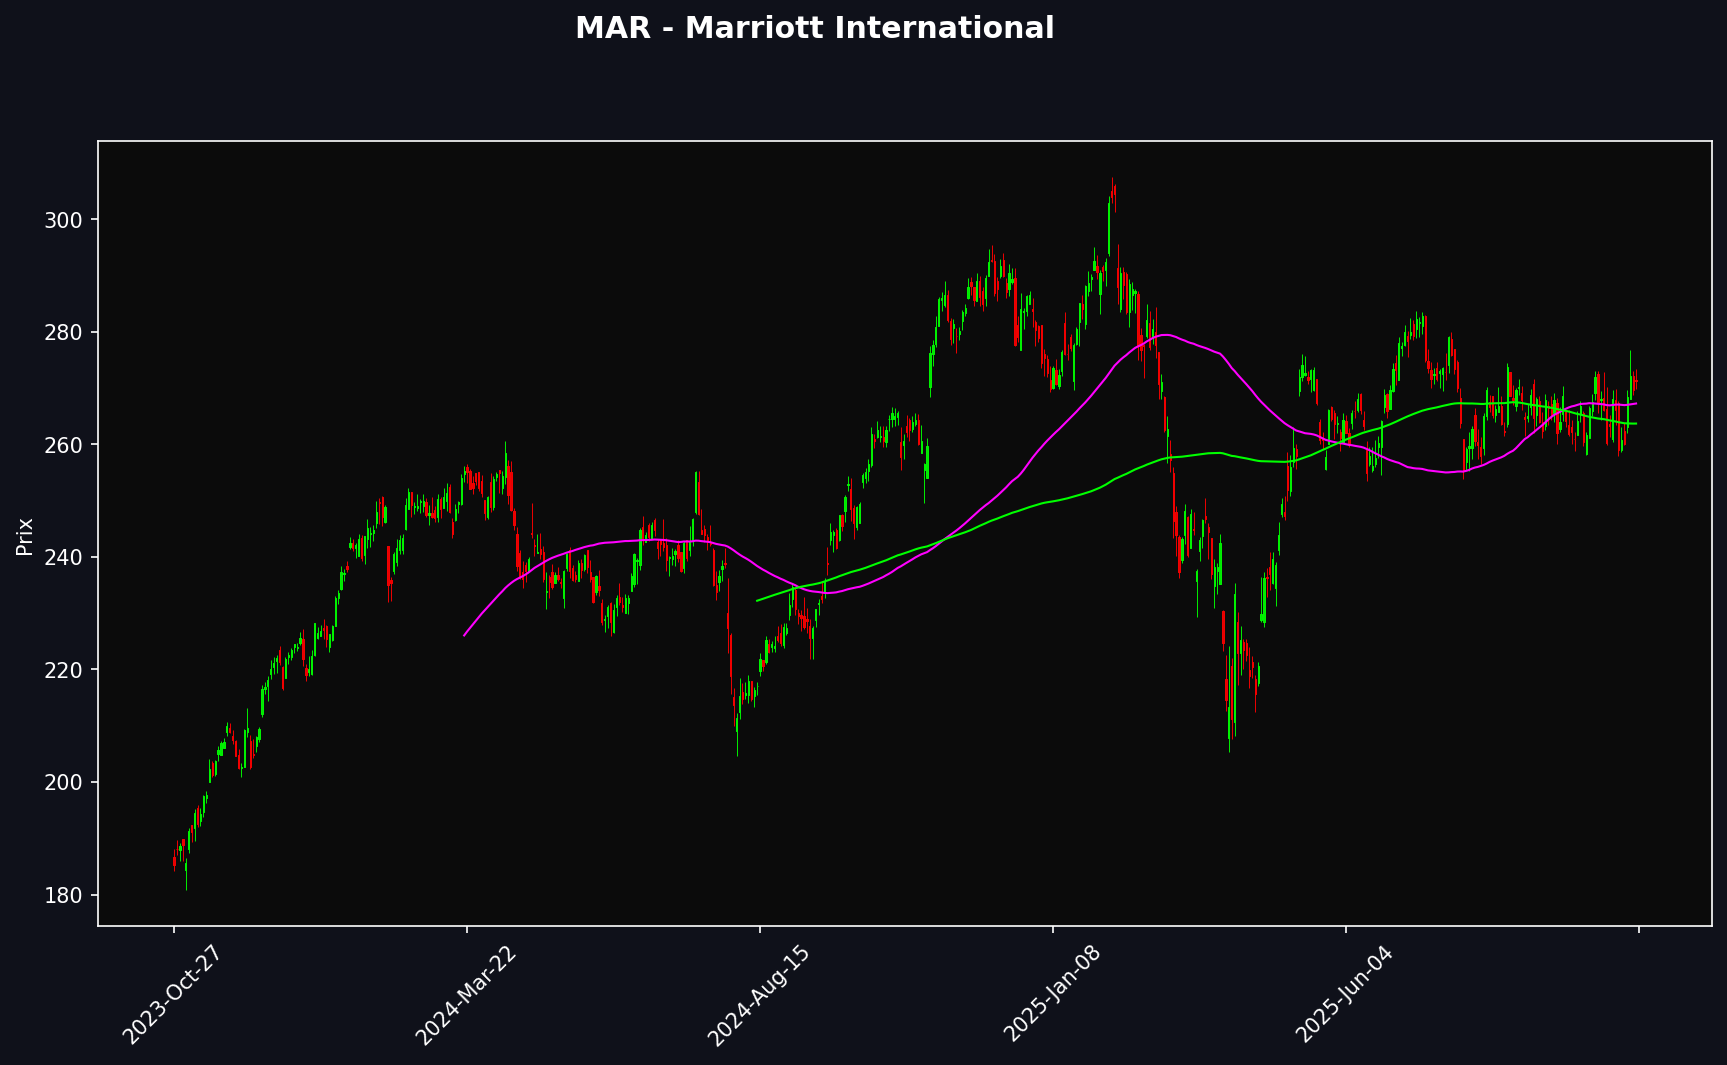 MAR - Marriott International
Prix
300
280
260
240
220
200
180
2023-Oct-27
2024-Mar-22
2024-Aug-15
2025-Jan-08
2025-Jun-04